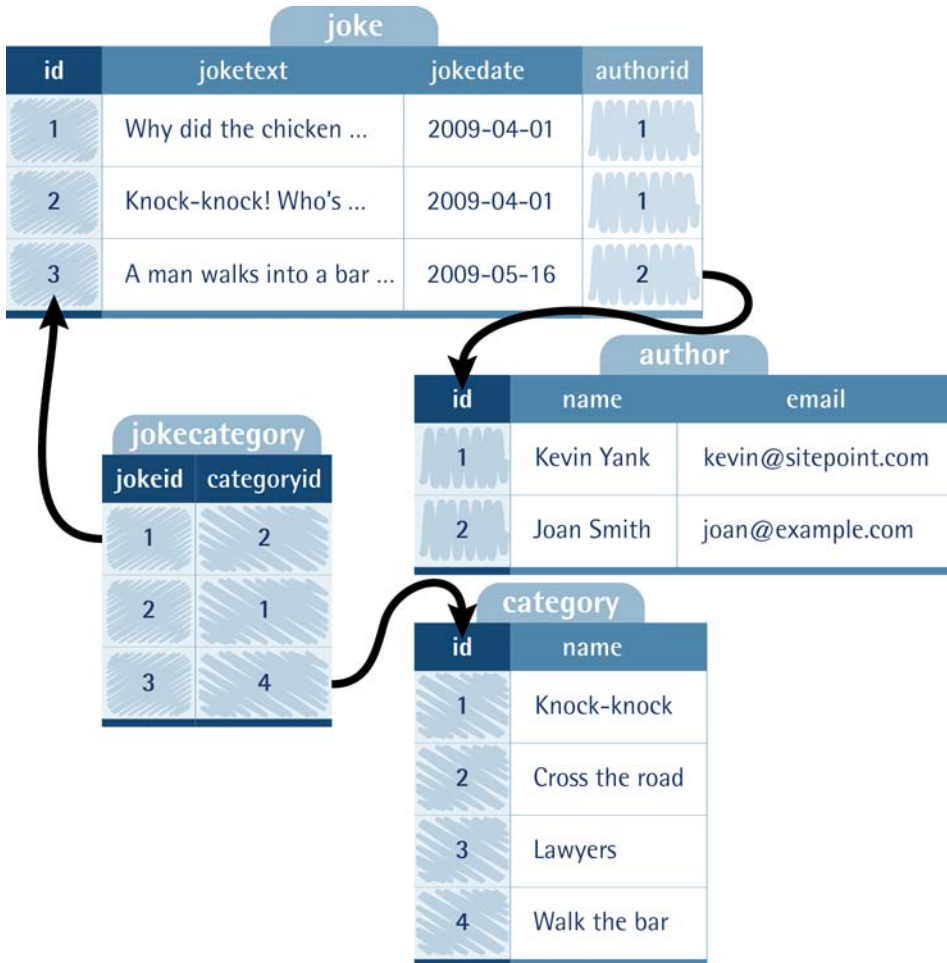 joke
id joketext jokedate authorid
1 Why did the chicken ... 2009-04-01 1
2 Knock-knock! Who's ... 2009-04-01 1
3 A man walks into a bar ... 2009-05-16 2
author
id name email
1 Kevin Yank kevin@sitepoint.com
2 Joan Smith joan@example.com
jokecategory
jokeid categoryid
1 2
2 1
3 4
category
id name
1 Knock-knock
2 Cross the road
3 Lawyers
4 Walk the bar